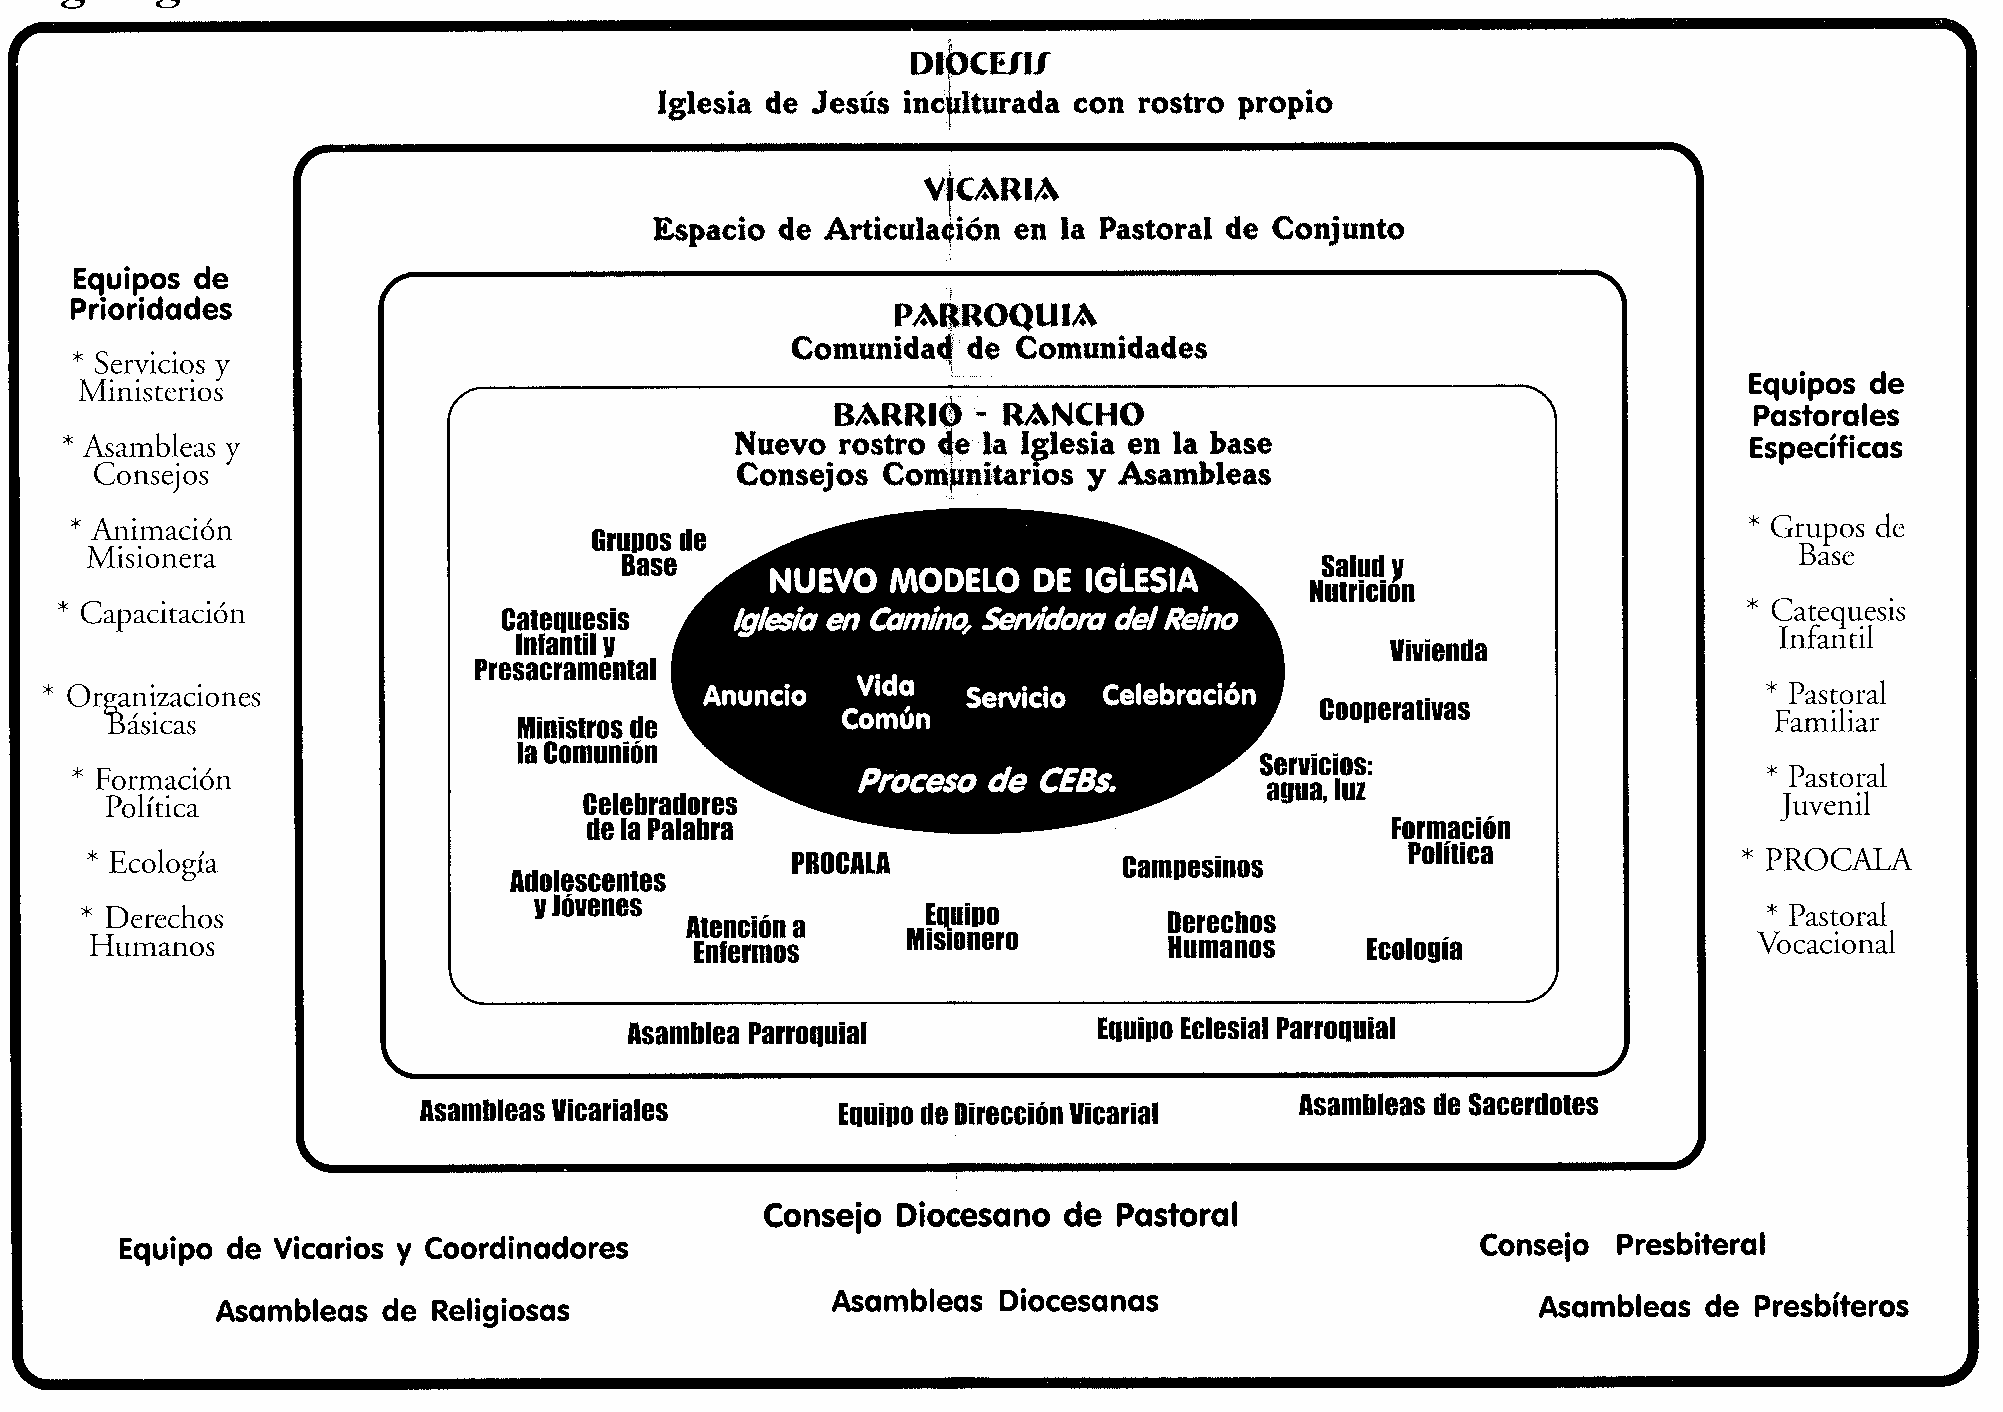 DIOCESIS
Iglesia de Jesús inculturada con rostro propio
VICARIA
Espacio de Articulación en la Pastoral de Conjunto
PARROQUIA
Comunidad de Comunidades
BARRIO - RANCHO
Nuevo rostro de la Iglesia en la base
Consejos Comunitarios y Asambleas
NUEVO MODELO DE IGLESIA
Iglesia en Camino, Servidora del Reino
Anuncio
Vida
Común
Servicio
Celebración
Proceso de CEBs.
Grupos de
Base
Catequesis
Infantil y
Presacramental
Ministros de
la Comunión
Celebradores
de la Palabra
Adolescentes
y Jóvenes
PROCALA
Atención a
Enfermos
Equipo
Misionero
Campesinos
Derechos
Humanos
Ecología
Formación
Política
Servicios:
agua, luz
Cooperativas
Vivienda
Salud y
Nutrición
Asamblea Parroquial
Equipo Eclesial Parroquial
Asambleas Vicariales
Equipo de Dirección Vicarial
Asambleas de Sacerdotes
Equipos de
Prioridades
* Servicios y
Ministerios
* Asambleas y
Consejos
* Animación
Misionera
* Capacitación
* Organizaciones
Básicas
* Formación
Política
* Ecología
* Derechos
Humanos
Equipos de
Pastorales
Específicas
* Grupos de
Base
* Catequesis
Infantil
* Pastoral
Familiar
* Pastoral
Juvenil
* PROCALA
* Pastoral
Vocacional
Consejo Diocesano de Pastoral
Equipo de Vicarios y Coordinadores
Consejo Presbiteral
Asambleas de Religiosas
Asambleas Diocesanas
Asambleas de Presbíteros